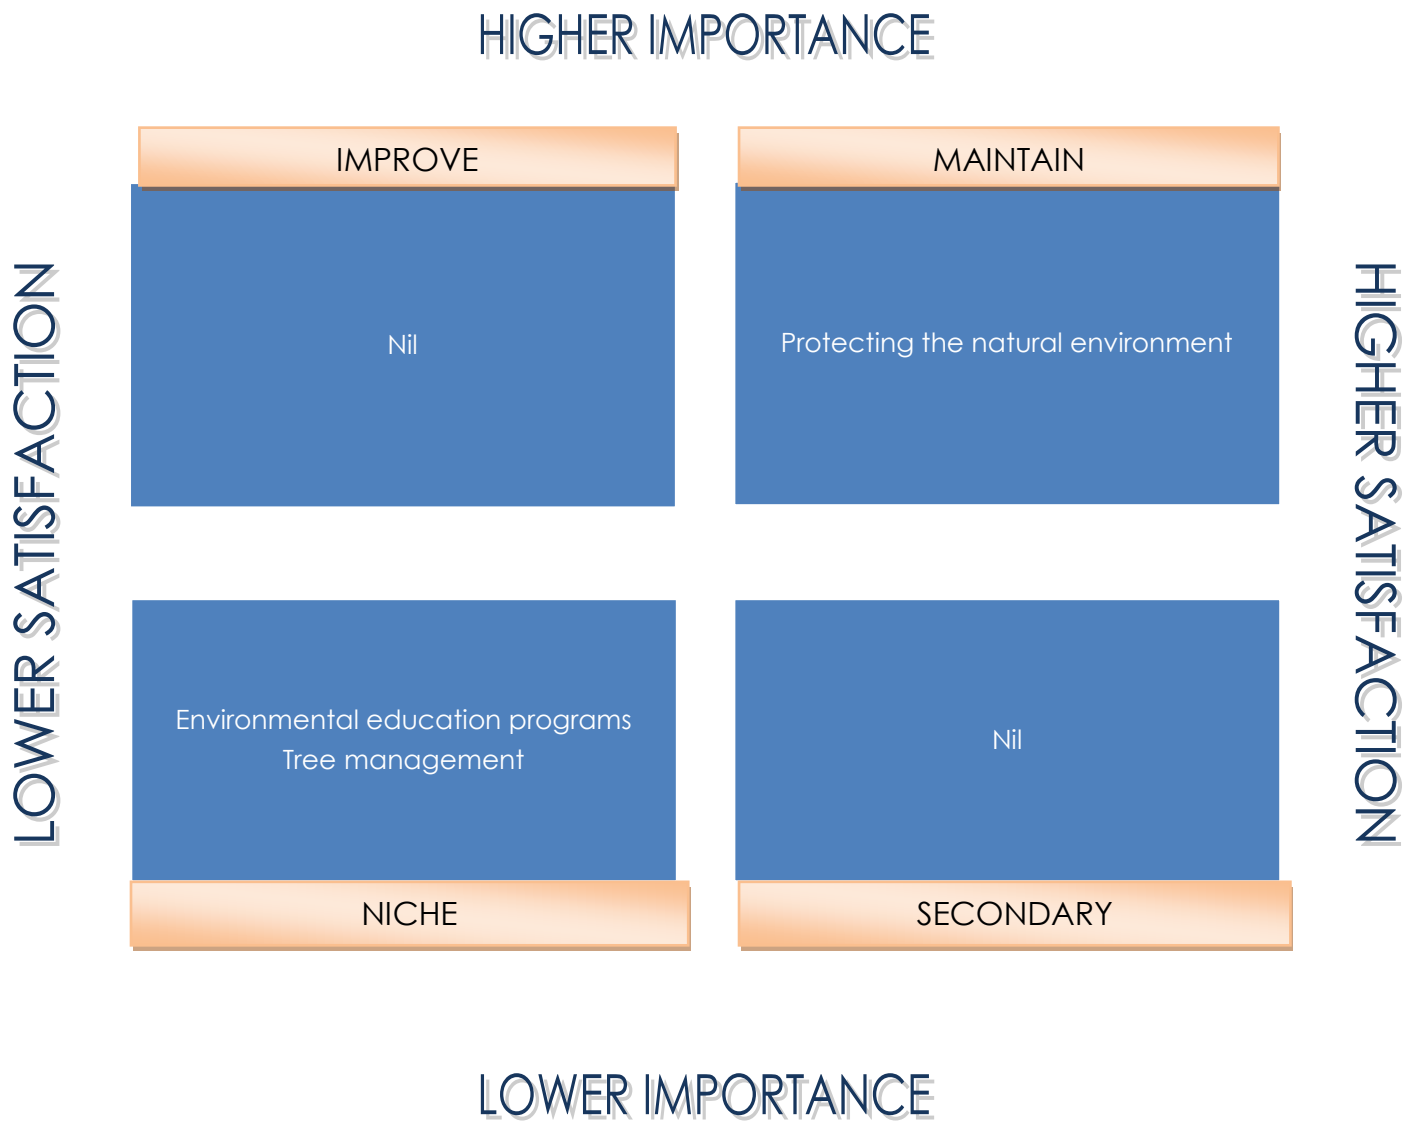 HIGHER IMPORTANCE
IMPROVE
MAINTAIN
LOWER SATISFACTION
Nil
Protecting the natural environment
HIGHER SATISFACTION
Environmental education programs
Tree management
Nil
NICHE
SECONDARY
LOWER IMPORTANCE